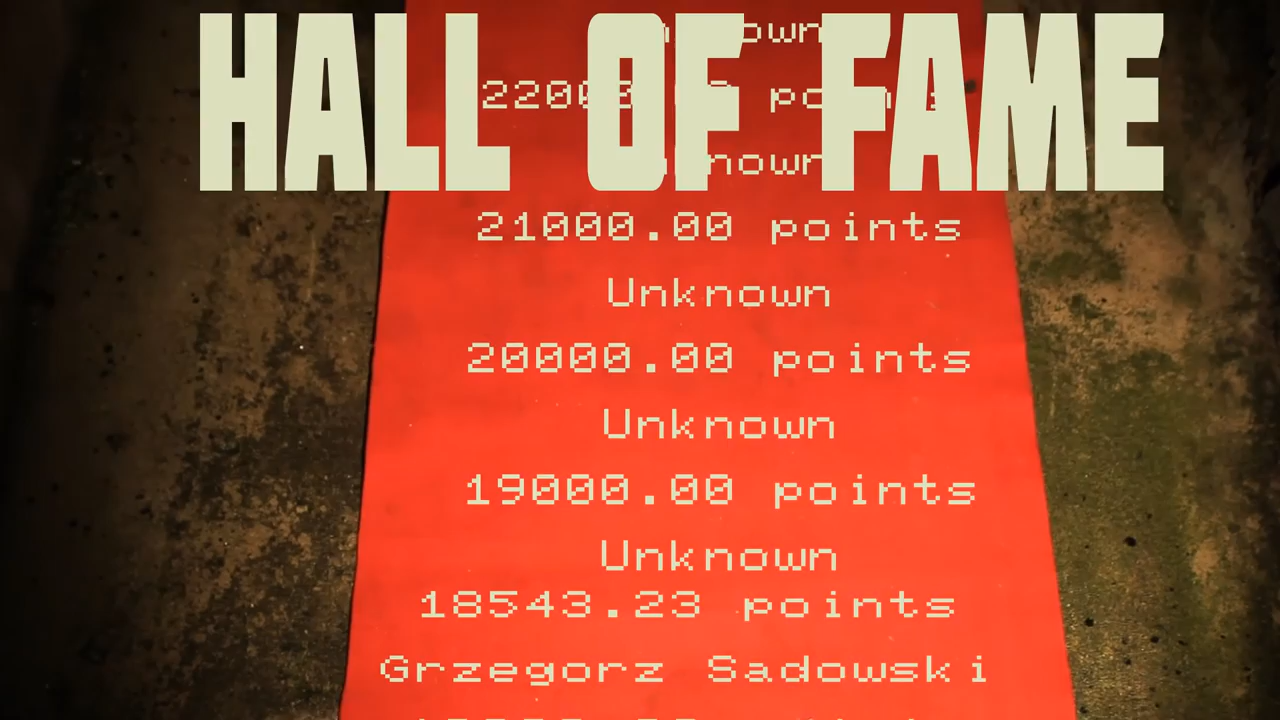 HALL OF FAME
21000.00 points
Unknown
20000.00 points
Unknown
19000.00 points
Unknown
18543.23 points
Grzegorz Sadowski